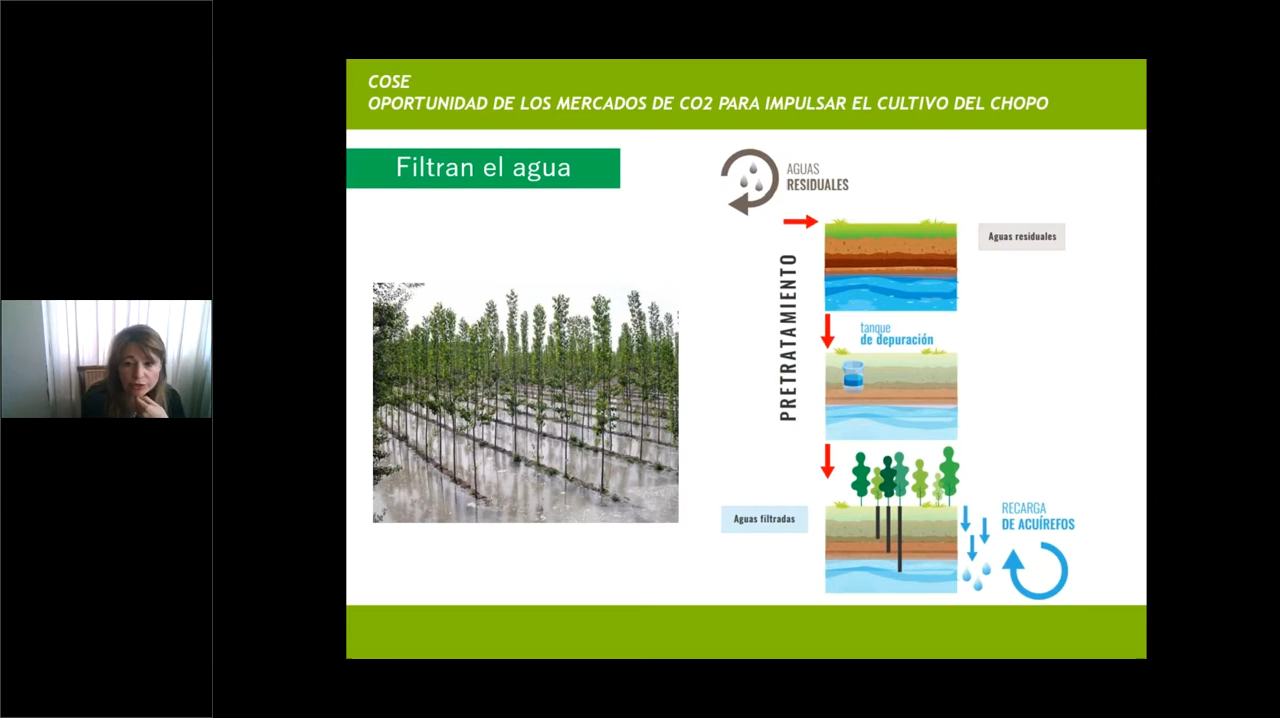 COSE
OPORTUNIDAD DE LOS MERCADOS DE CO2 PARA IMPULSAR EL CULTIVO DEL CHOPO
Filtran el agua
AGUAS
RESIDUALES
Aguas residuales
PRETRATAMIENTO
tanque
de depuración
Aguas filtradas
RECARGA
DE ACUÍREFOS